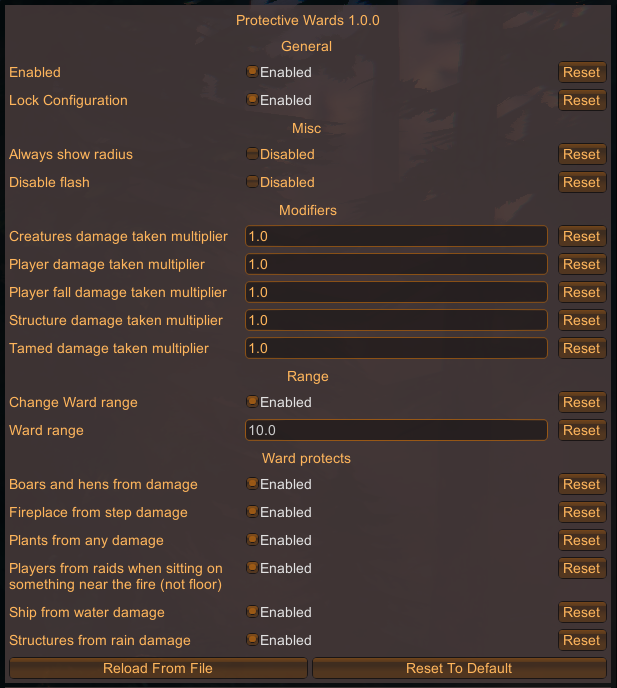 Protective Wards 1.0.0
General
Enabled Enabled Reset
Lock Configuration Enabled Reset
Misc
Always show radius Disabled Reset
Disable flash Disabled Reset
Modifiers
Creatures damage taken multiplier 1.0 Reset
Player damage taken multiplier 1.0 Reset
Player fall damage taken multiplier 1.0 Reset
Structure damage taken multiplier 1.0 Reset
Tamed damage taken multiplier 1.0 Reset
Range
Change Ward range Enabled Reset
Ward range 10.0 Reset
Ward protects
Boars and hens from damage Enabled Reset
Fireplace from step damage Enabled Reset
Plants from any damage Enabled Reset
Players from raids when sitting on Enabled Reset
something near the fire (not floor)
Ship from water damage Enabled Reset
Structures from rain damage Enabled Reset
Reload From File Reset To Default